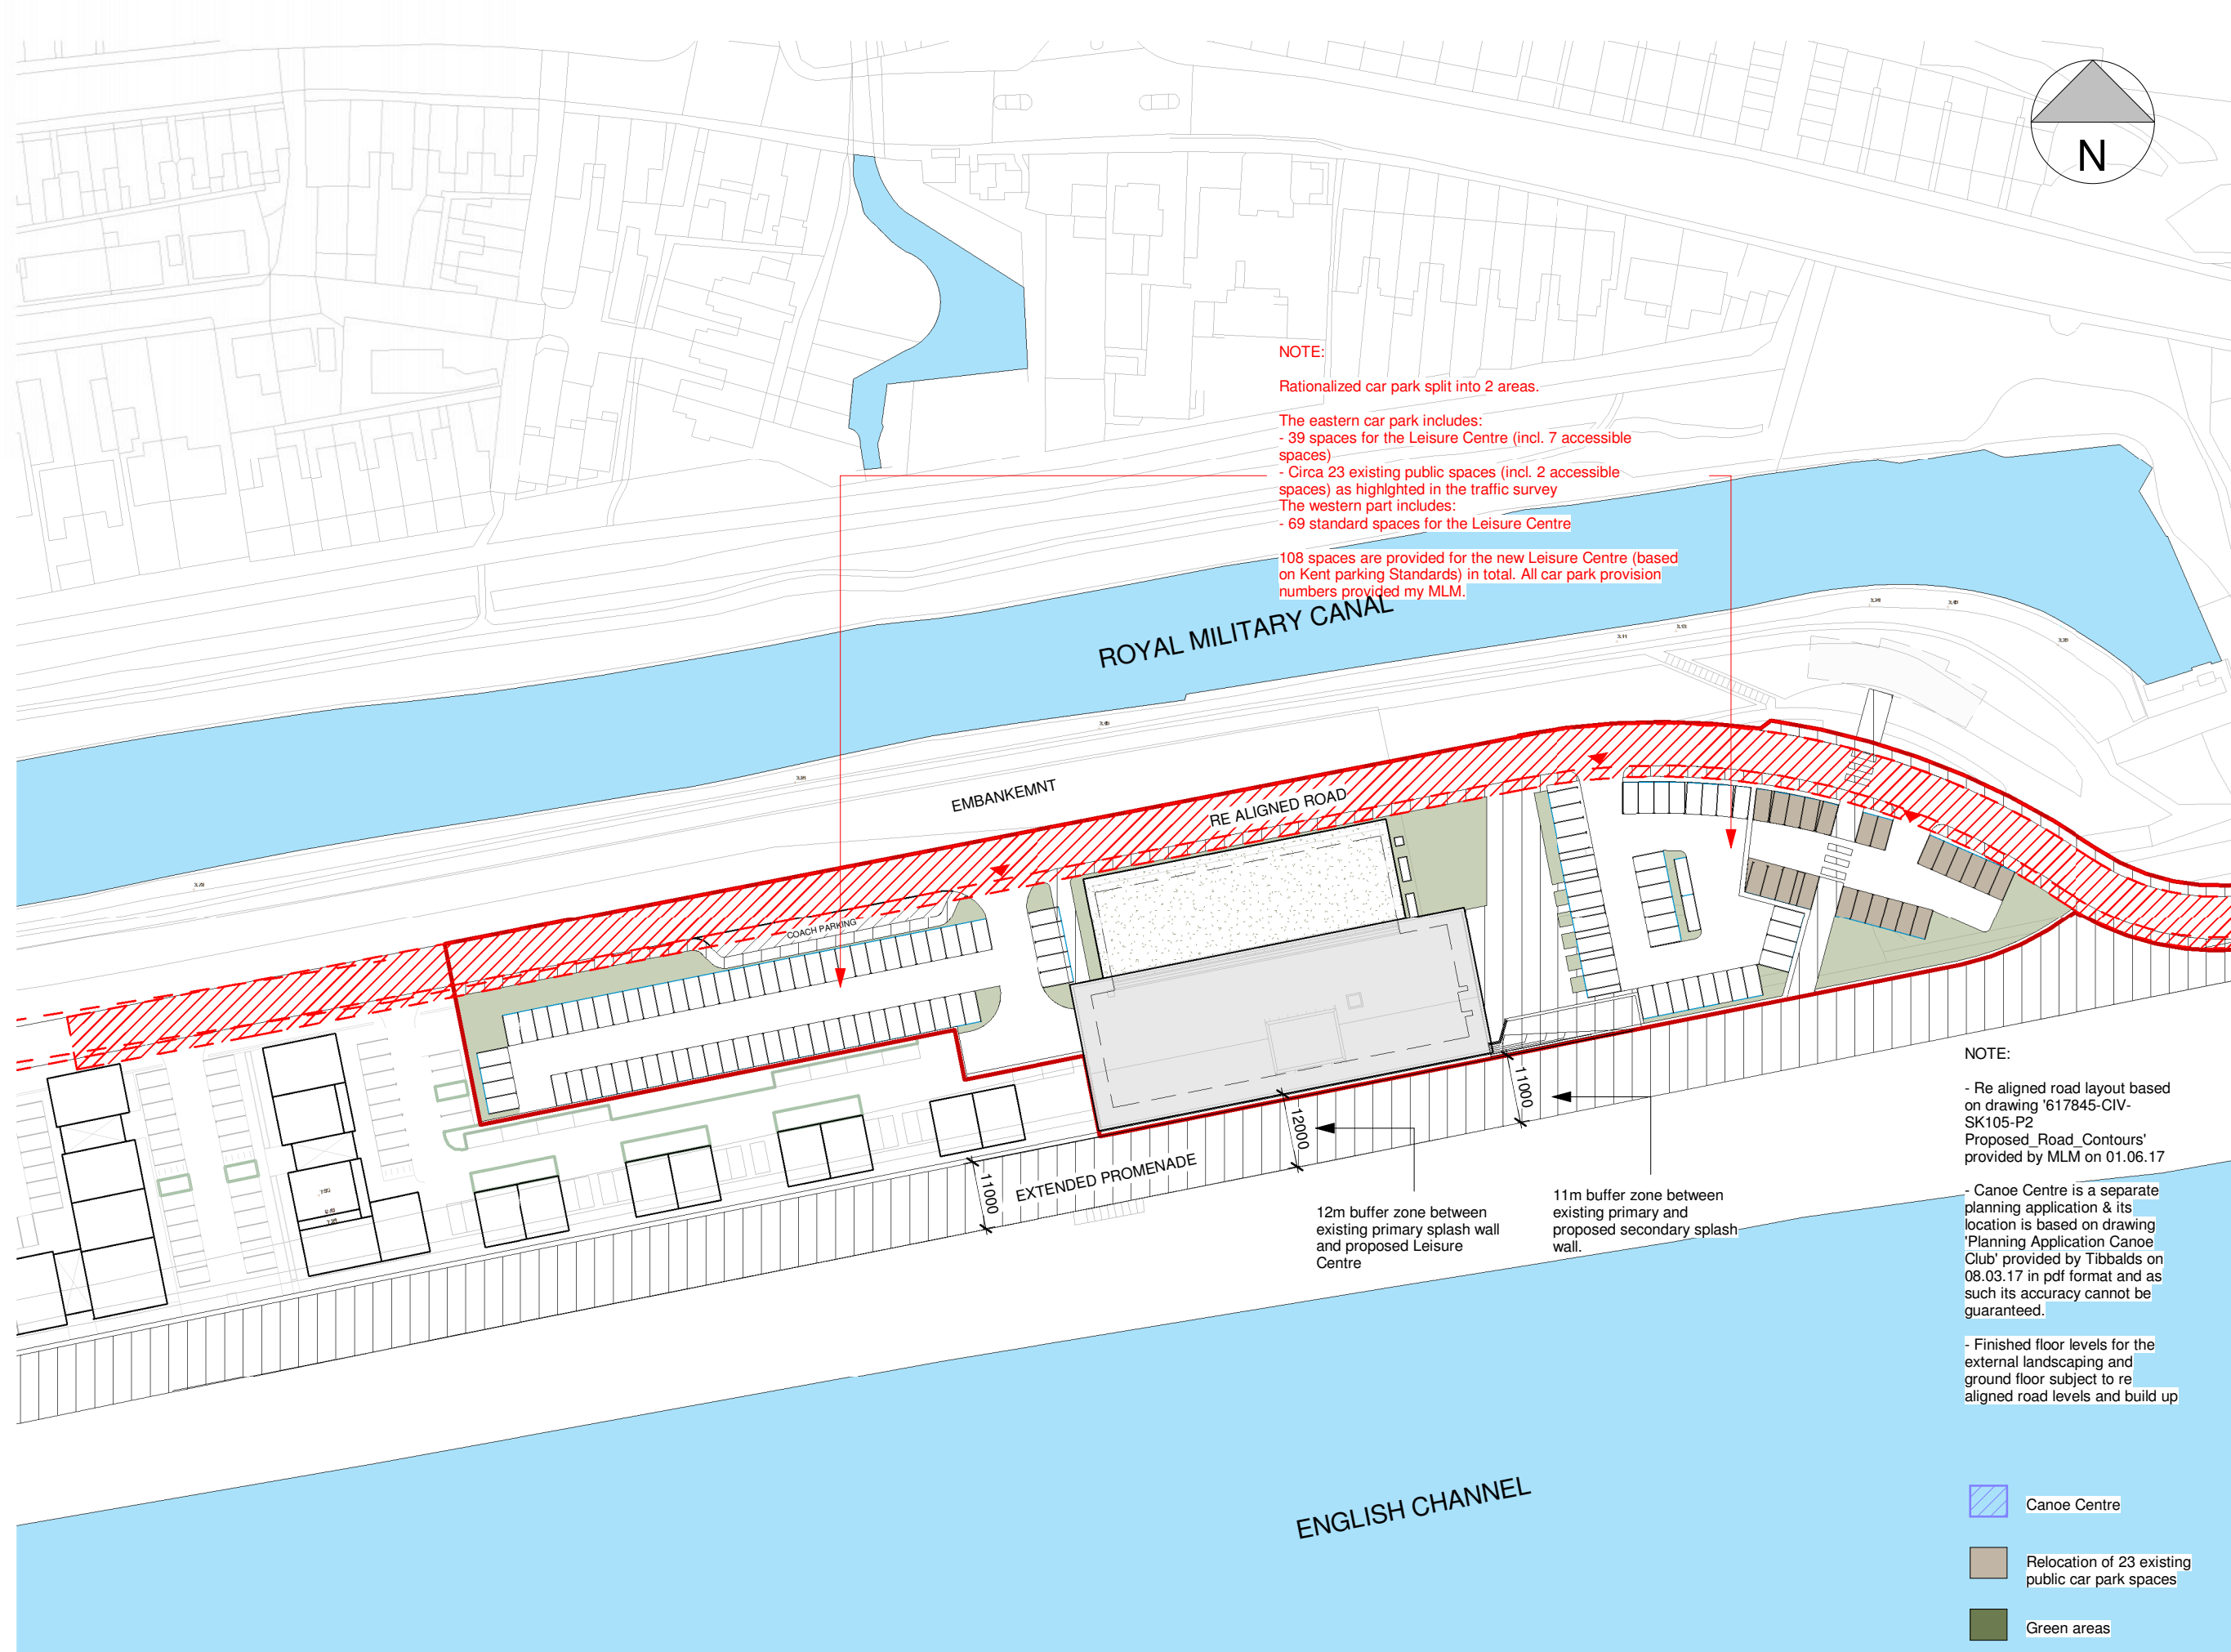 N
NOTE:
Rationalized car park split into 2 areas.
The eastern car park includes:
- 39 spaces for the Leisure Centre (incl. 7 accessible
spaces)
- Circa 23 existing public spaces (incl. 2 accessible
spaces) as highlghted in the traffic survey
The western part includes:
- 69 standard spaces for the Leisure Centre
108 spaces are provided for the new Leisure Centre (based
on Kent parking Standards) in total. All car park provision
numbers provided my MLM.
ROYAL MILITARY CANAL
EMBANKEMNT
RE ALIGNED ROAD
COACH PARKING
11000
12000
11000
EXTENDED PROMENADE
12m buffer zone between
existing primary splash wall
and proposed Leisure
Centre
11m buffer zone between
existing primary and
proposed secondary splash
wall.
NOTE:
- Re aligned road layout based
on drawing '617845-CIV-
SK105-P2
Proposed_Road_Contours'
provided by MLM on 01.06.17
- Canoe Centre is a separate
planning application & its
location is based on drawing
'Planning Application Canoe
Club' provided by Tibbalds on
08.03.17 in pdf format and as
such its accuracy cannot be
guaranteed.
- Finished floor levels for the
external landscaping and
ground floor subject to re
aligned road levels and build up
ENGLISH CHANNEL
Canoe Centre
Relocation of 23 existing
public car park spaces
Green areas